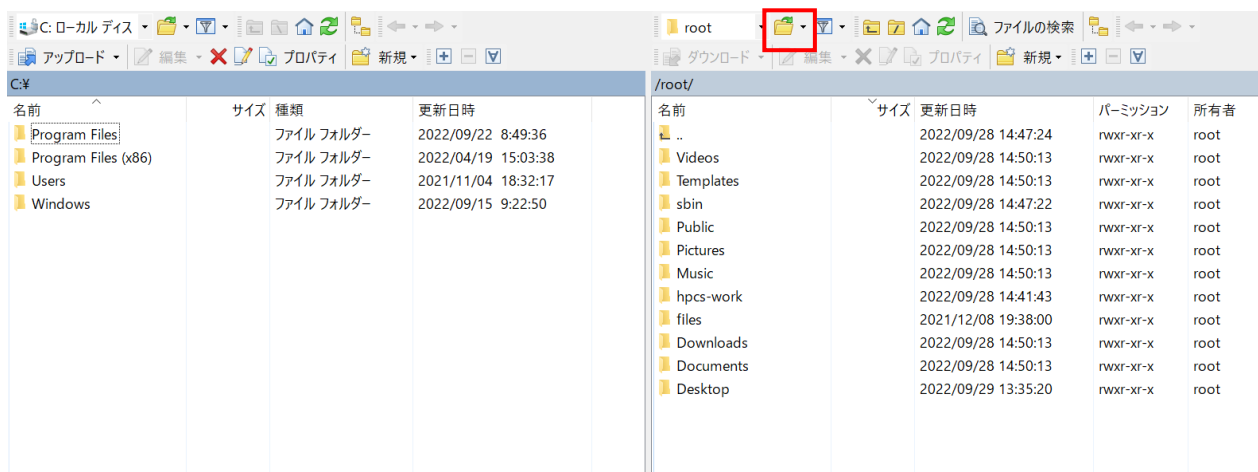 C: ローカル ディス
アップロード 編集 プロパティ 新規
C:¥
名前 サイズ 種類 更新日時
Program Files ファイル フォルダー 2022/09/22 8:49:36
Program Files (x86) ファイル フォルダー 2022/04/19 15:03:38
Users ファイル フォルダー 2021/11/04 18:32:17
Windows ファイル フォルダー 2022/09/15 9:22:50
root ファイルの検索
ダウンロード 編集 プロパティ 新規
/root/
名前 サイズ 更新日時 パーミッション 所有者
.. 2022/09/28 14:47:24 rwxr-xr-x root
Videos 2022/09/28 14:50:13 rwxr-xr-x root
Templates 2022/09/28 14:50:13 rwxr-xr-x root
sbin 2022/09/28 14:47:22 rwxr-xr-x root
Public 2022/09/28 14:50:13 rwxr-xr-x root
Pictures 2022/09/28 14:50:13 rwxr-xr-x root
Music 2022/09/28 14:50:13 rwxr-xr-x root
hpcs-work 2022/09/28 14:41:43 rwxr-xr-x root
files 2021/12/08 19:38:00 rwxr-xr-x root
Downloads 2022/09/28 14:50:13 rwxr-xr-x root
Documents 2022/09/28 14:50:13 rwxr-xr-x root
Desktop 2022/09/29 13:35:20 rwxr-xr-x root